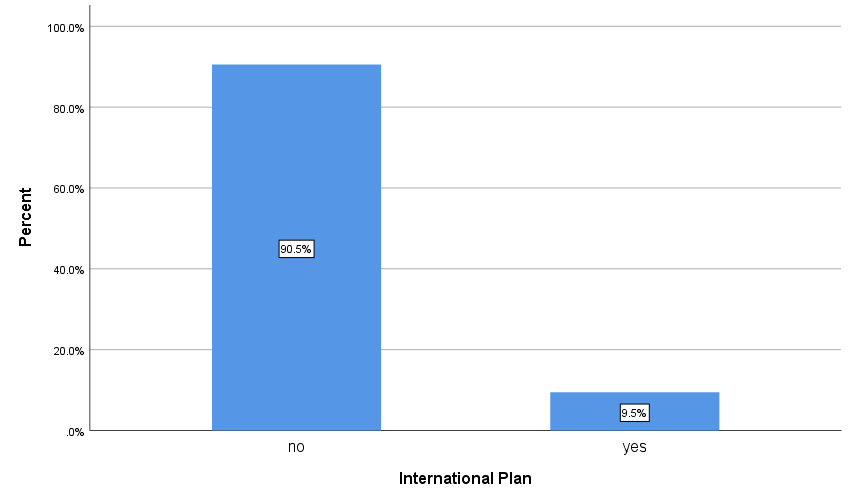 100.0%
80.0%
60.0%
40.0%
20.0%
.0%
Percent
90.5%
9.5%
no
yes
International Plan